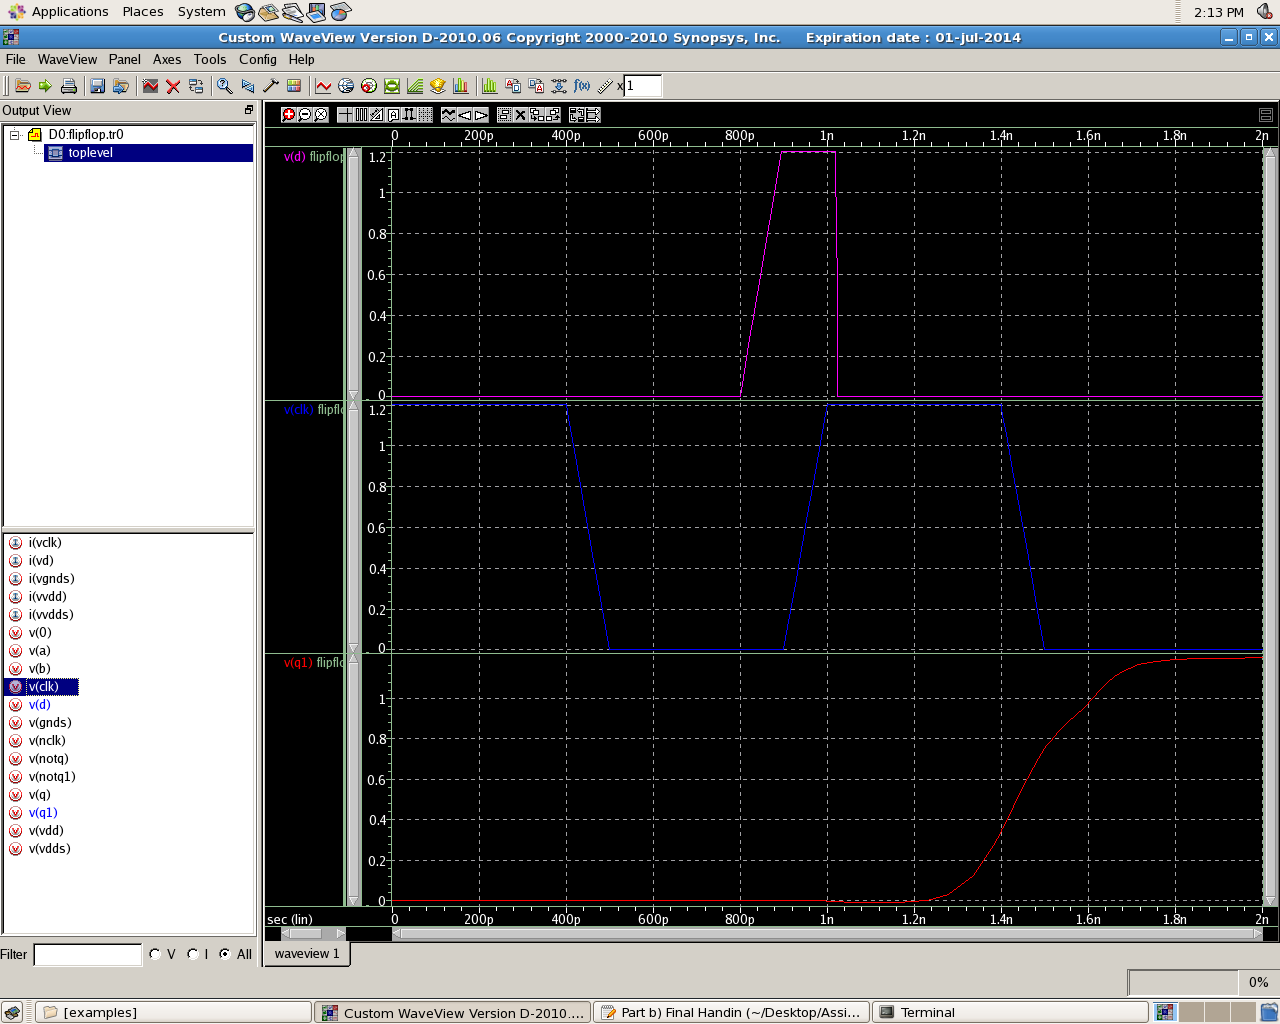 Applications Places System 2:13 PM
Custom WaveView Version D-2010.06 Copyright 2000-2010 Synopsys, Inc. Expiration date : 01-jul-2014
File WaveView Panel Axes Tools Config Help
f(x) x 1
Output View
D0:flipflop.tr0
toplevel
i(vclk)
i(vd)
i(vgnds)
i(vvdd)
i(vvdds)
v(0)
v(a)
v(b)
v(clk)
v(d)
v(gnds)
v(nclk)
v(notq)
v(notq1)
v(q)
v(q1)
v(vdd)
v(vdds)
Filter V I All
0 200p 400p 600p 800p 1n 1.2n 1.4n 1.6n 1.8n 2n
v(d) flipflop
1.2
1
0.8
0.6
0.4
0.2
0
v(clk) flipflo
1.2
1
0.8
0.6
0.4
0.2
0
v(q1) flipflo
1
0.8
0.6
0.4
0.2
0
sec (lin) 0 200p 400p 600p 800p 1n 1.2n 1.4n 1.6n 1.8n 2n
waveview 1
0%
[examples] Custom WaveView Version D-2010.... Part b) Final Handin (~/Desktop/Assi... Terminal